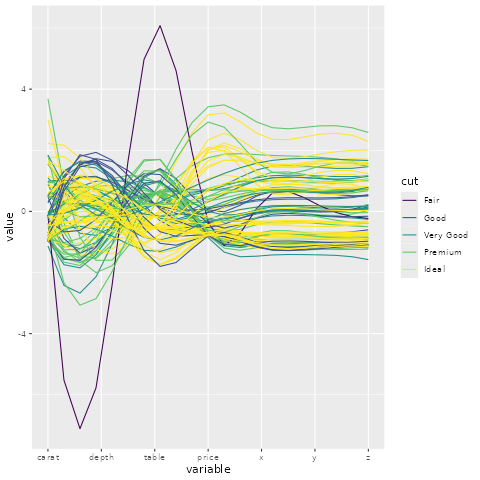 4
0
-4
value
carat depth table price x y z
variable
cut
Fair
Good
Very Good
Premium
Ideal